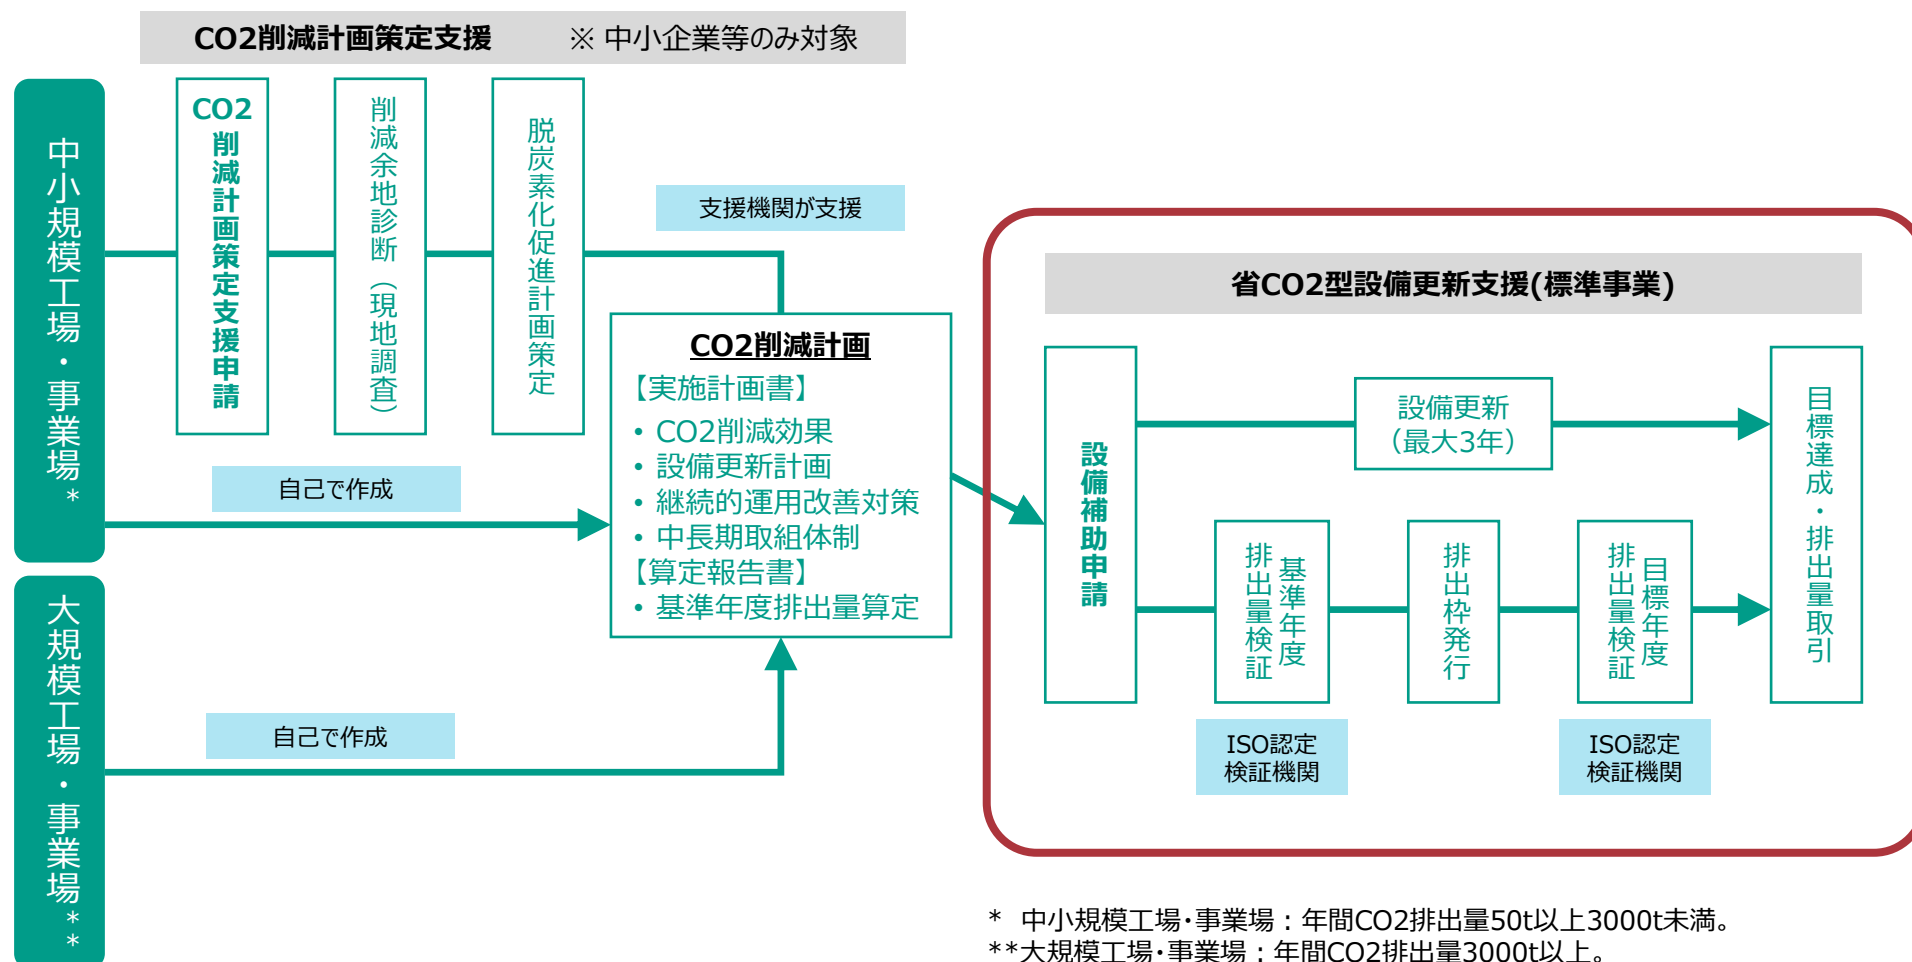 CO2削減計画策定支援　※ 中小企業等のみ対象
中小規模工場・事業場*
CO2削減計画策定支援申請
削減余地診断（現地調査）
脱炭素化促進計画策定
支援機関が支援
自己で作成
大規模工場・事業場**
自己で作成
CO2削減計画
【実施計画書】
・CO2削減効果
・設備更新計画
・継続的運用改善対策
・中長期取組体制
【算定報告書】
・基準年度排出量算定
省CO2型設備更新支援(標準事業)
設備補助申請
設備更新
（最大3年）
基準年度
排出量検証
排出枠発行
目標年度
排出量検証
目標達成・排出量取引
ISO認定
検証機関
ISO認定
検証機関
* 中小規模工場・事業場：年間CO2排出量50t以上3000t未満。
**大規模工場・事業場：年間CO2排出量3000t以上。